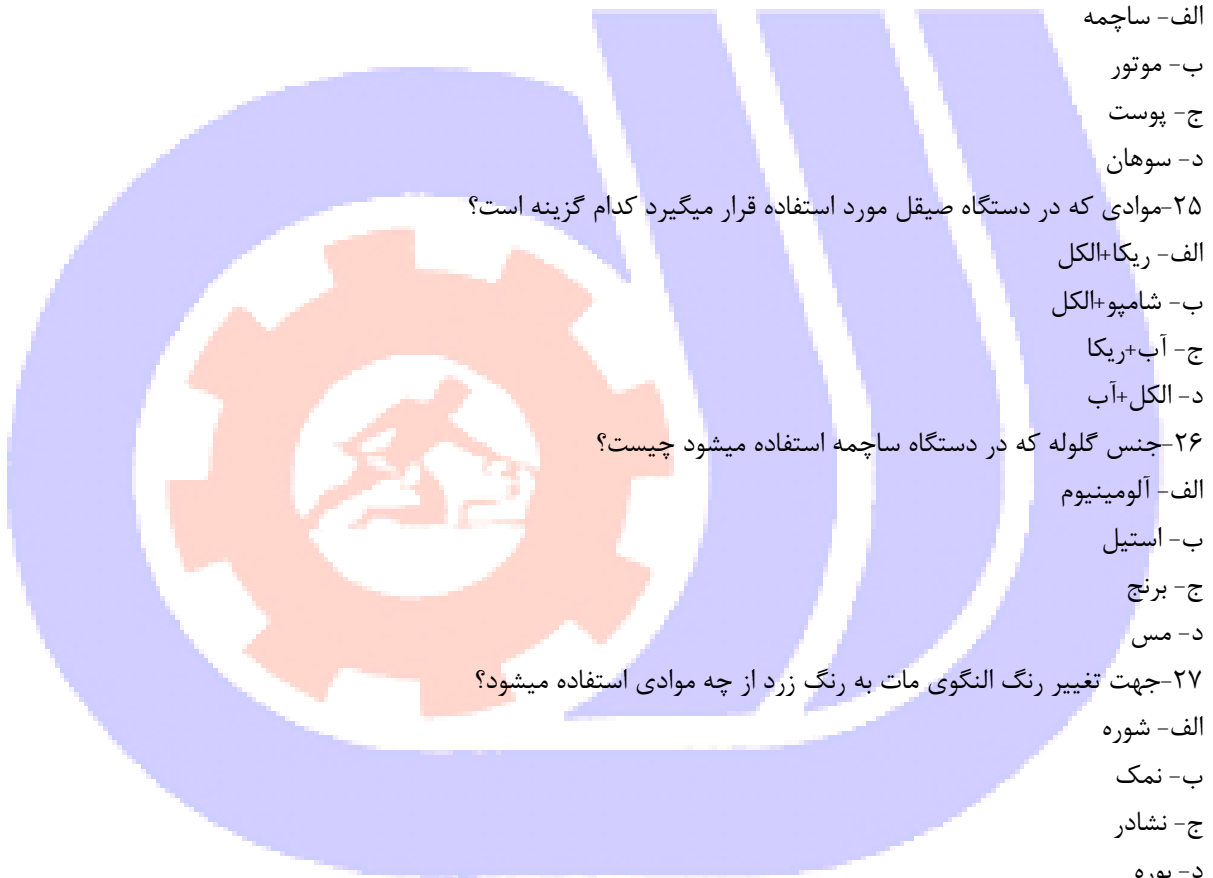 الف- ساچمه
ب- موتور
ج- پوست
د- سوهان
۲۵-موادی که در دستگاه صیقل مورد استفاده قرار میگیرد کدام گزینه است؟
الف- ریکا+الکل
ب- شامپو+الکل
ج- آب+ریکا
د- الکل+آب
۲۶-جنس گلوله که در دستگاه ساچمه استفاده میشود چیست؟
الف- آلومینیوم
ب- استیل
ج- برنج
د- مس
۲۷-جهت تغییر رنگ النگوی مات به رنگ زرد از چه موادی استفاده میشود؟
الف- شوره
ب- نمک
ج- نشادر
د- بوره